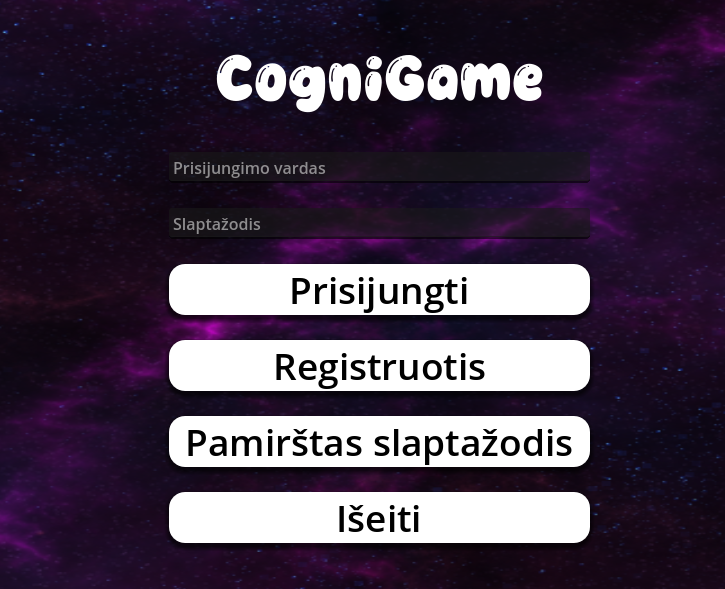 CogniGame
Prisijungimo vardas
Slaptažodis
Prisijungti
Registruotis
Pamirštas slaptažodis
Išeiti